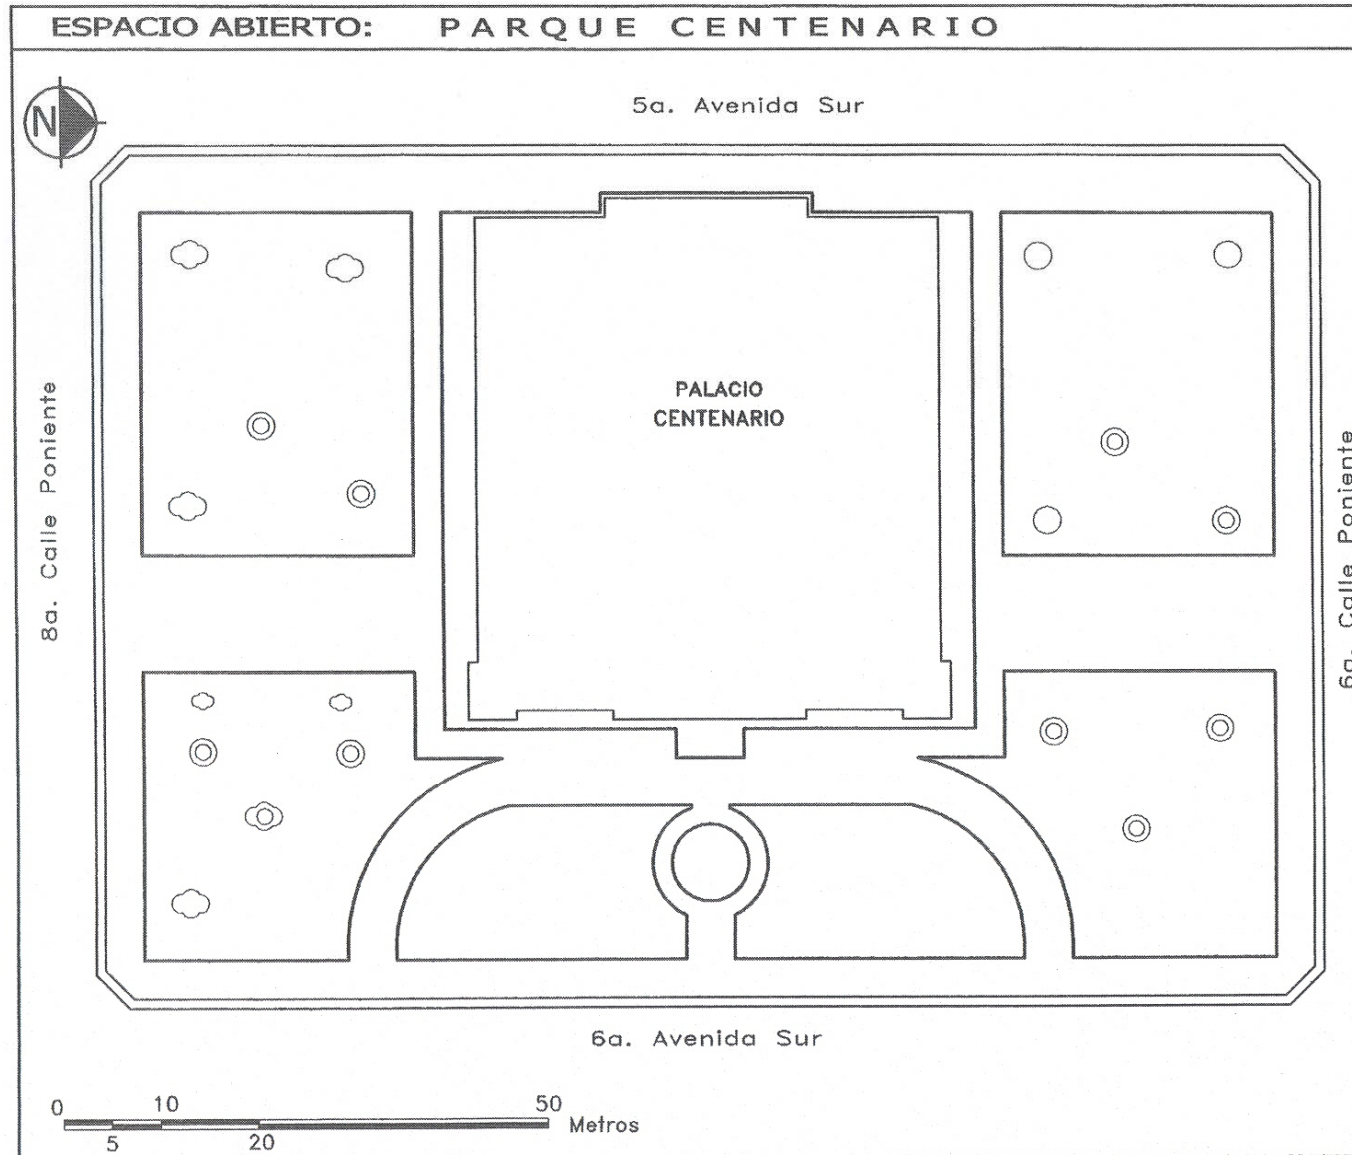 ESPACIO ABIERTO: PARQUE CENTENARIO
N
5a. Avenida Sur
PALACIO
CENTENARIO
8a. Calle Poniente
6a. Calle Poniente
6a. Avenida Sur
0 10 50
Metros
5 20